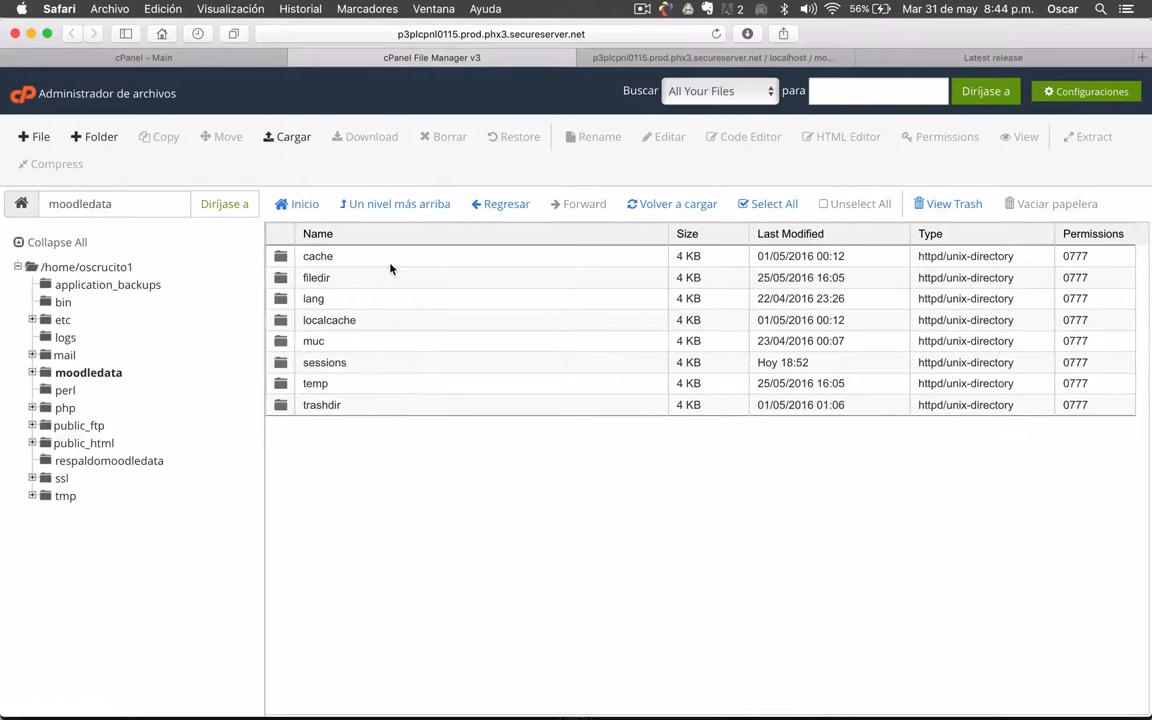 Safari Archivo Edición Visualización Historial Marcadores Ventana Ayuda 2 56% Mar 31 de may 8:44 p.m. Oscar
p3plcpnl0115.prod.phx3.secureserver.net
cPanel - Main cPanel File Manager v3 p3plcpnl0115.prod.phx3.secureserver.net / localhost / mo... Latest release
cP Administrador de archivos Buscar All Your Files para Diríjase a Configuraciones
+ File + Folder Copy Move Cargar Download Borrar Restore Rename Editar Code Editor HTML Editor Permissions View Extract
Compress
moodledata Diríjase a Inicio Un nivel más arriba Regresar Forward Volver a cargar Select All Unselect All View Trash Vaciar papelera
Collapse All
/home/oscrucito1
application_backups
bin
etc
logs
mail
moodledata
perl
php
public_ftp
public_html
respaldomoodledata
ssl
tmp
Name Size Last Modified Type Permissions
cache 4 KB 01/05/2016 00:12 httpd/unix-directory 0777
filedir 4 KB 25/05/2016 16:05 httpd/unix-directory 0777
lang 4 KB 22/04/2016 23:26 httpd/unix-directory 0777
localcache 4 KB 01/05/2016 00:12 httpd/unix-directory 0777
muc 4 KB 23/04/2016 00:07 httpd/unix-directory 0777
sessions 4 KB Hoy 18:52 httpd/unix-directory 0777
temp 4 KB 25/05/2016 16:05 httpd/unix-directory 0777
trashdir 4 KB 01/05/2016 01:06 httpd/unix-directory 0777